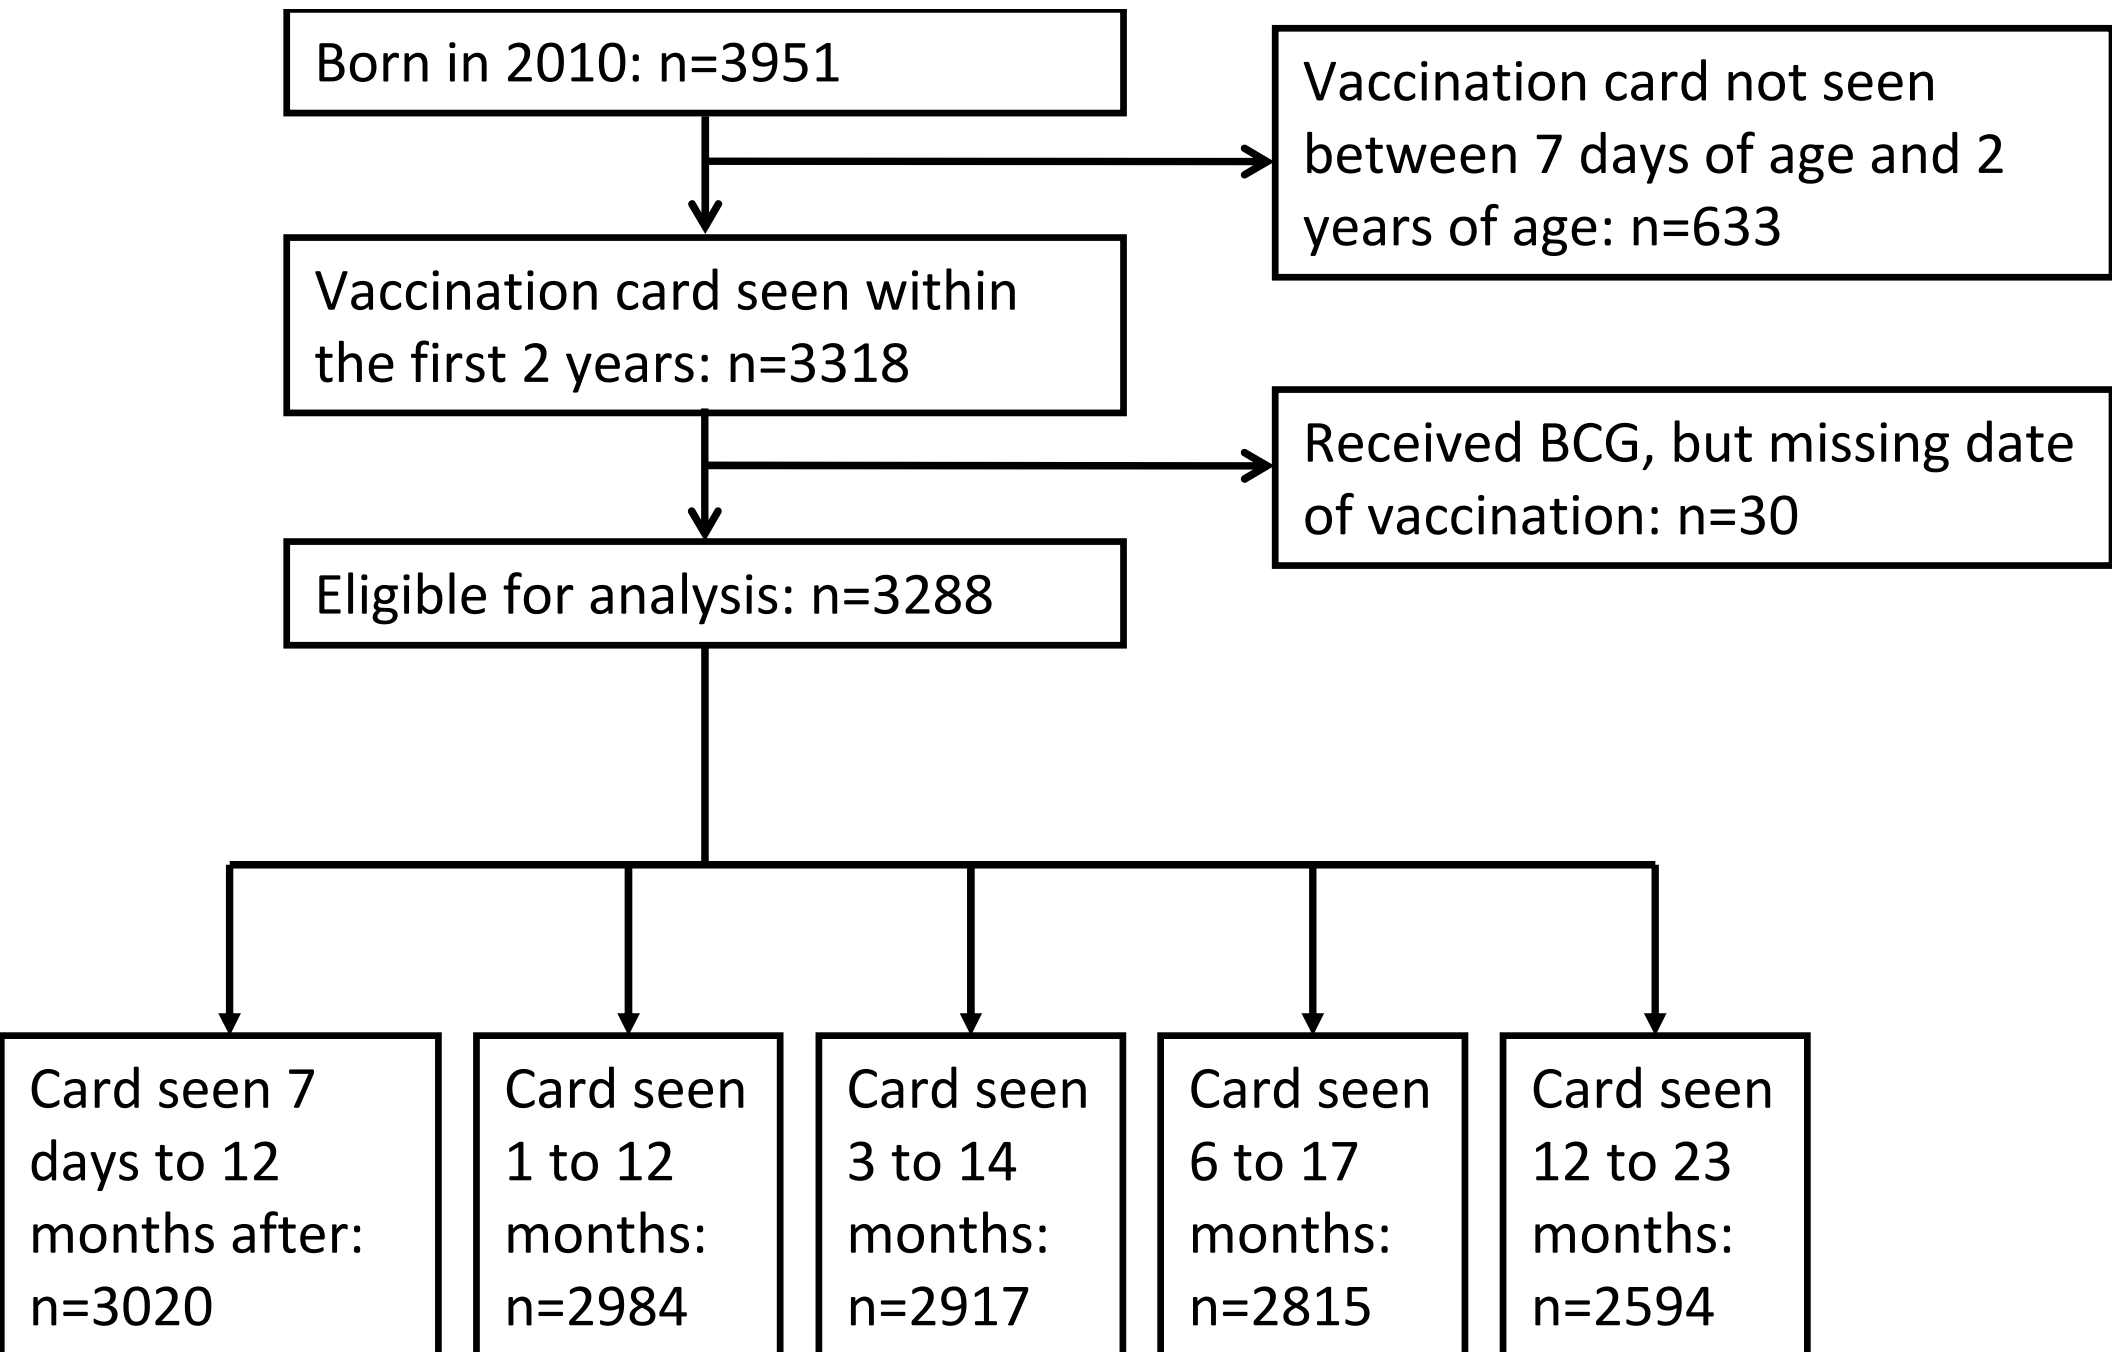 Born in 2010: n=3951
Vaccination card not seen
between 7 days of age and 2
years of age: n=633
Vaccination card seen within
the first 2 years: n=3318
Received BCG, but missing date
of vaccination: n=30
Eligible for analysis: n=3288
Card seen 7
days to 12
months after:
n=3020
Card seen
1 to 12
months:
n=2984
Card seen
3 to 14
months:
n=2917
Card seen
6 to 17
months:
n=2815
Card seen
12 to 23
months:
n=2594